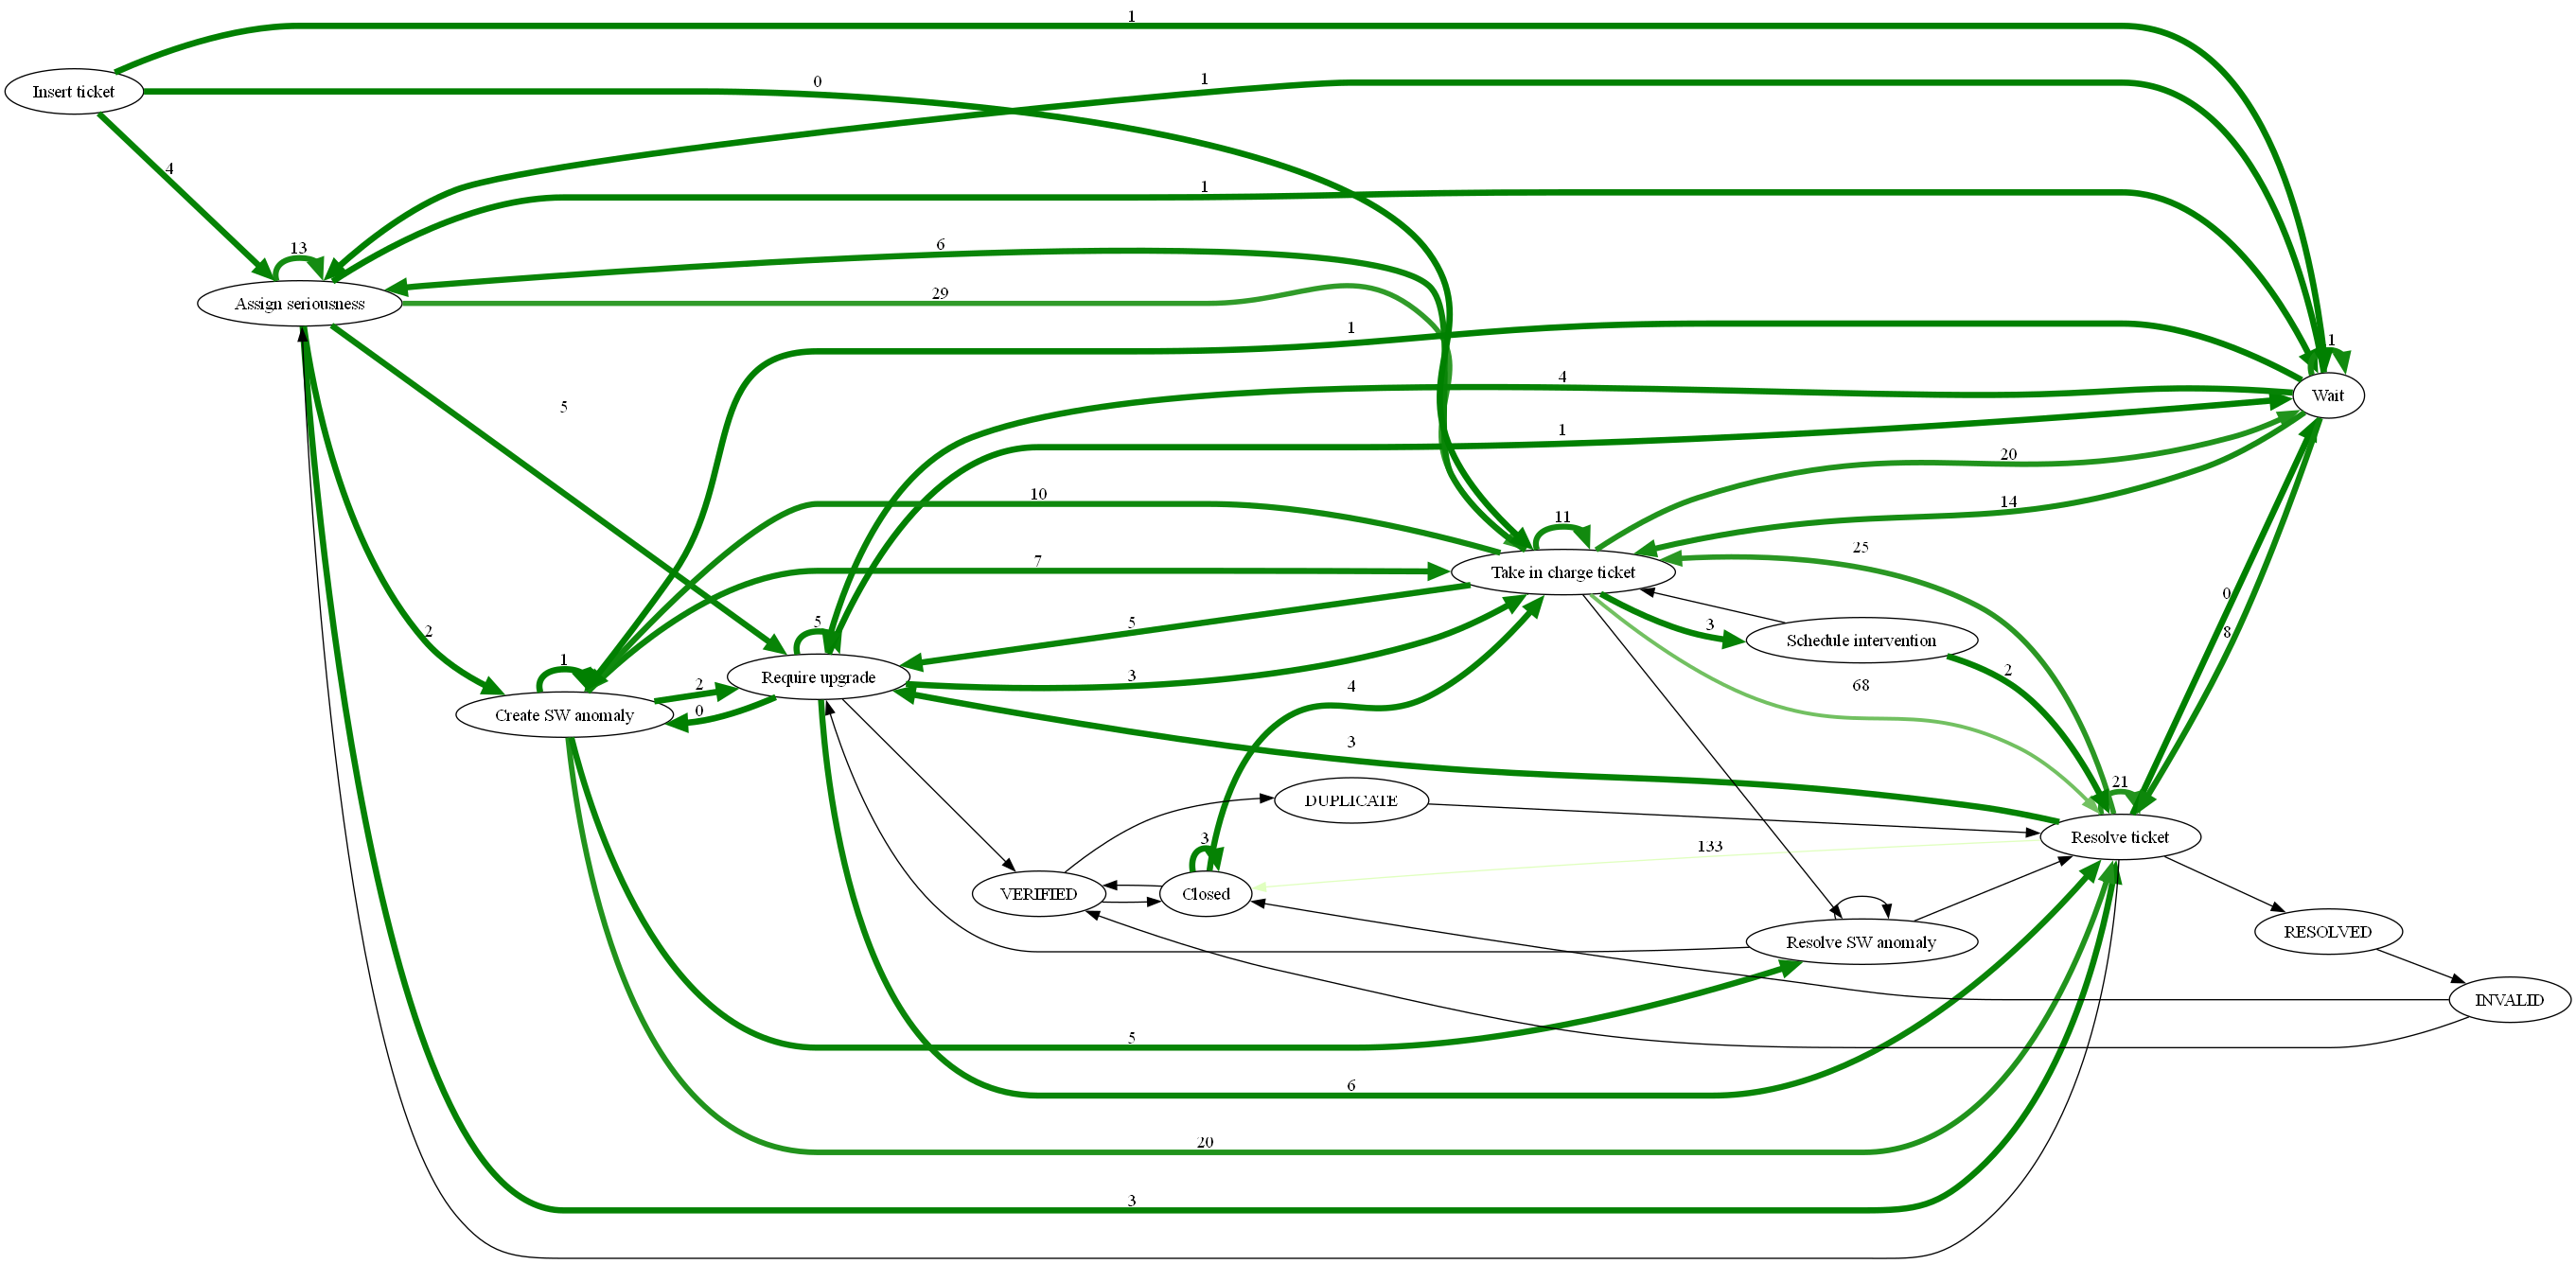 1
Insert ticket
0
1
4
1
6
13
29
Assign seriousness
1
1
4
Wait
5
1
20
10
14
11
25
7
Take in charge ticket
0
5
5
3
2
8
Schedule intervention
1
2
Require upgrade
3
4
68
2
0
Create SW anomaly
3
21
DUPLICATE
3
133
Resolve ticket
VERIFIED
Closed
RESOLVED
Resolve SW anomaly
INVALID
5
6
20
3